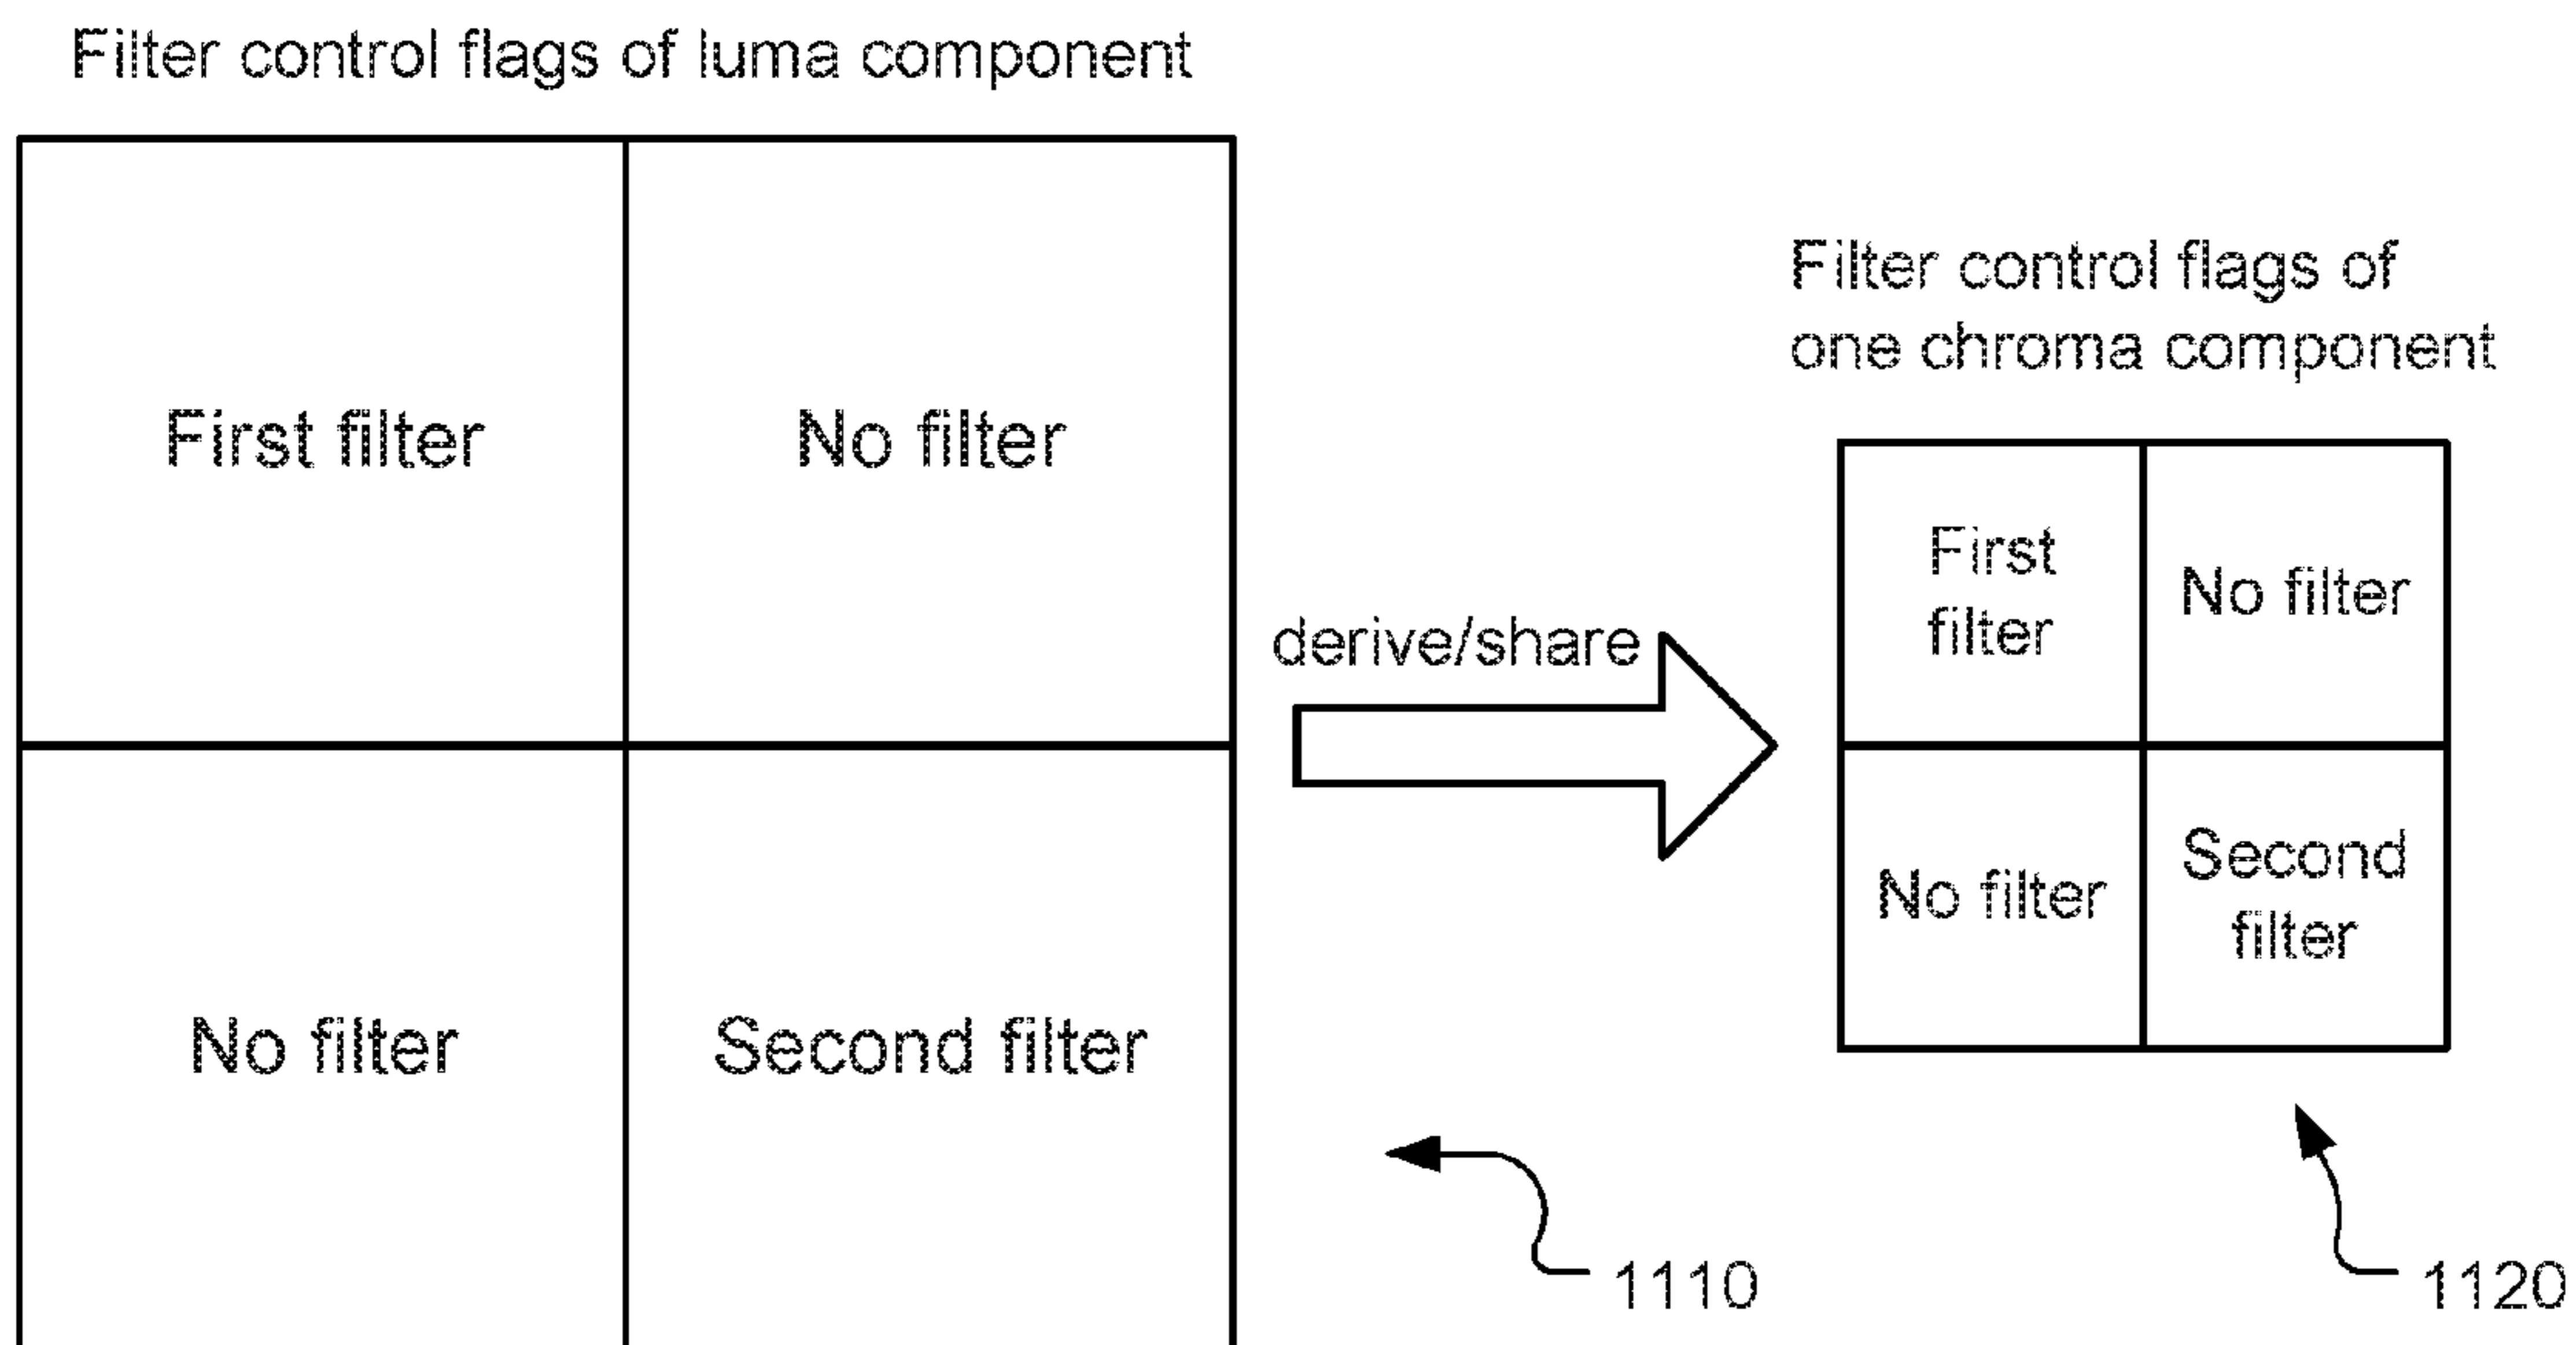 Filter control flags of luma component
First filter
No filter
No filter
Second filter
derive/share
Filter control flags of
one chroma component
First
filter
No filter
No filter
Second
filter
1110
1120